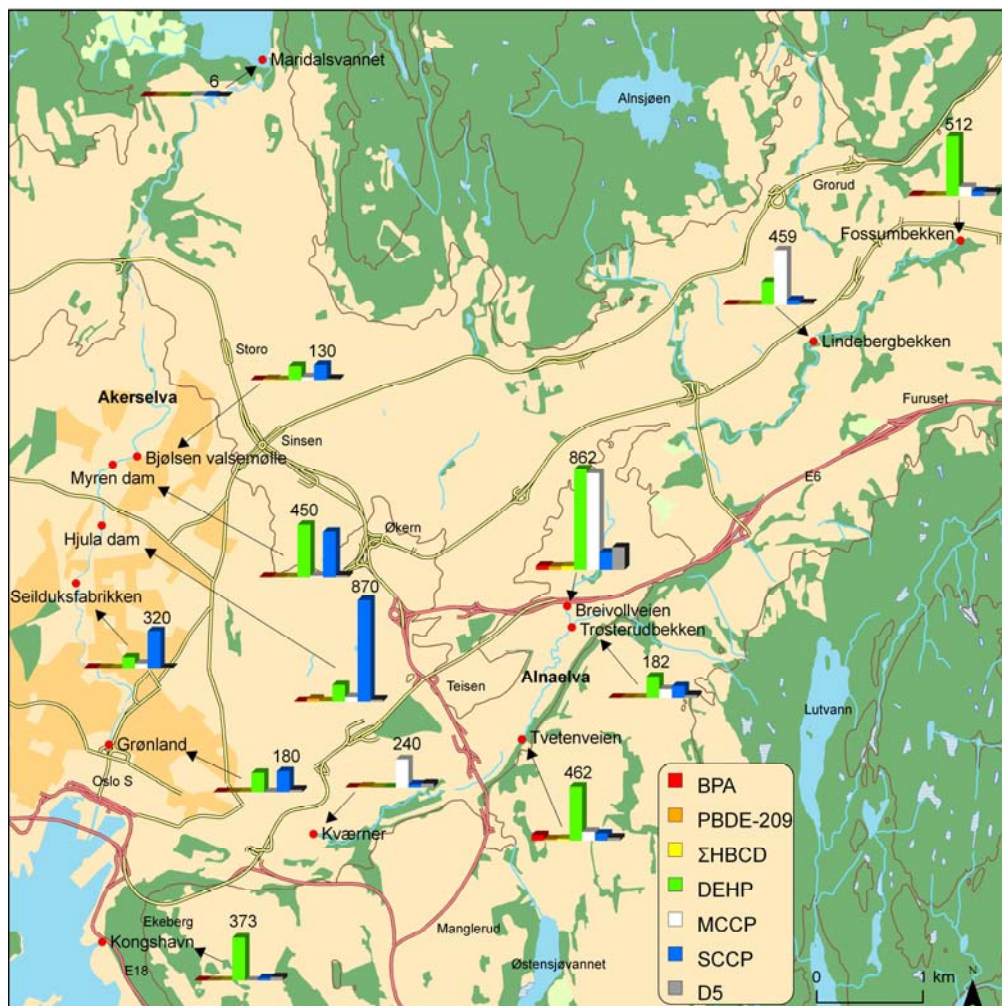 Maridalsvannet
6
Alnsjøen
512
Grorud
Fossumbekken
459
Lindebergbekken
Storo
130
Akerselva
Furuset
Sinsen
Bjølsen valsemølle
Myren dam
862
E6
450
Økern
Hjula dam
Seilduksfabrikken
870
320
Breivollveien
Trosterudbekken
Alnaelva
182
Teisen
Lutvann
Grønland
180
240
Tvetenveien
Oslo S
462
Kværner
BPA
PBDE-209
ΣHBCD
DEHP
MCCP
SCCP
D5
Ekeberg
373
Manglerud
Kongshavn
E18
Østensjøvannet
0 1 km
N